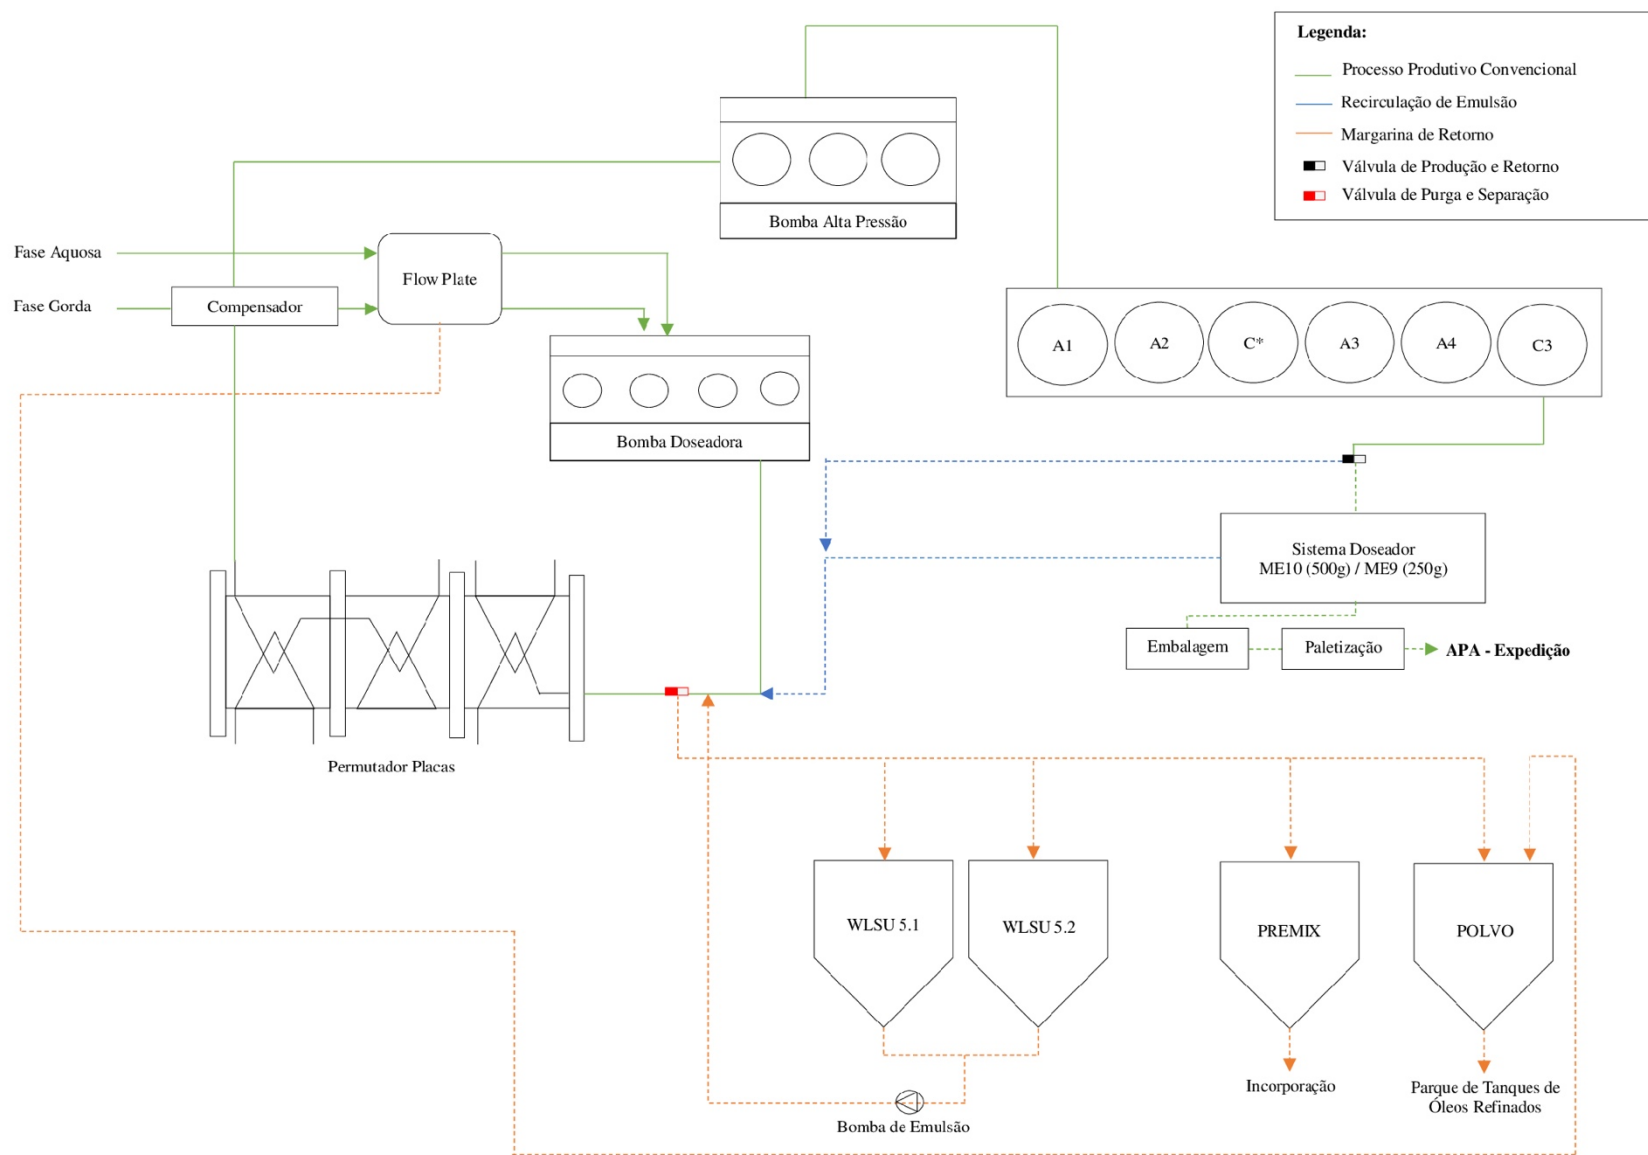 Legenda:
Processo Produtivo Convencional
Recirculação de Emulsão
Margarina de Retorno
Válvula de Produção e Retorno
Válvula de Purga e Separação
Bomba Alta Pressão
Fase Aquosa
Flow Plate
Fase Gorda
Compensador
A1
A2
C*
A3
A4
C3
Bomba Doseadora
Sistema Doseador
ME10 (500g) / ME9 (250g)
Embalagem
Paletização
APA - Expedição
Permutador Placas
WLSU 5.1
WLSU 5.2
PREMIX
POLVO
Incorporação
Parque de Tanques de
Óleos Refinados
Bomba de Emulsão